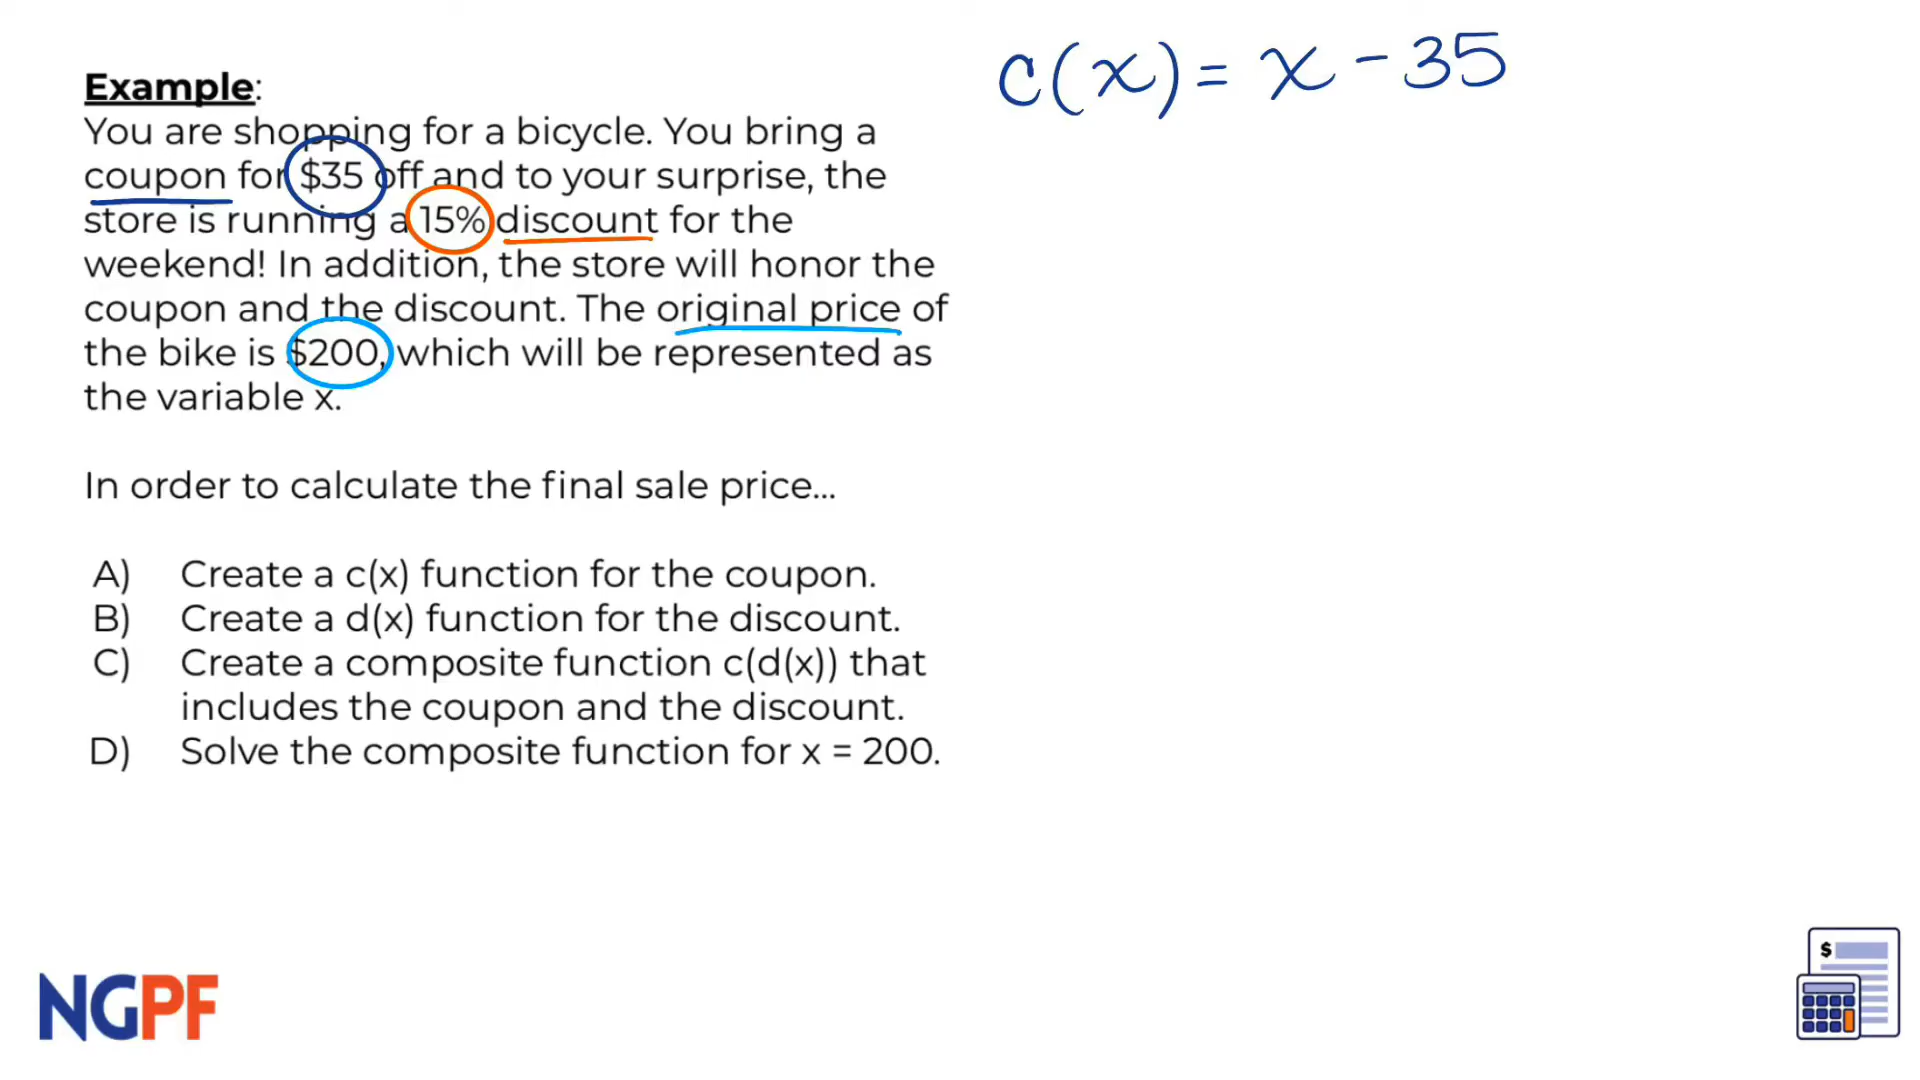 Example:
You are shopping for a bicycle. You bring a
coupon for $35 off and to your surprise, the
store is running a 15% discount for the
weekend! In addition, the store will honor the
coupon and the discount. The original price of
the bike is $200, which will be represented as
the variable x.
In order to calculate the final sale price...
A) Create a c(x) function for the coupon.
B) Create a d(x) function for the discount.
C) Create a composite function c(d(x)) that
includes the coupon and the discount.
D) Solve the composite function for x = 200.
c(x) = x - 35
NGPF
$